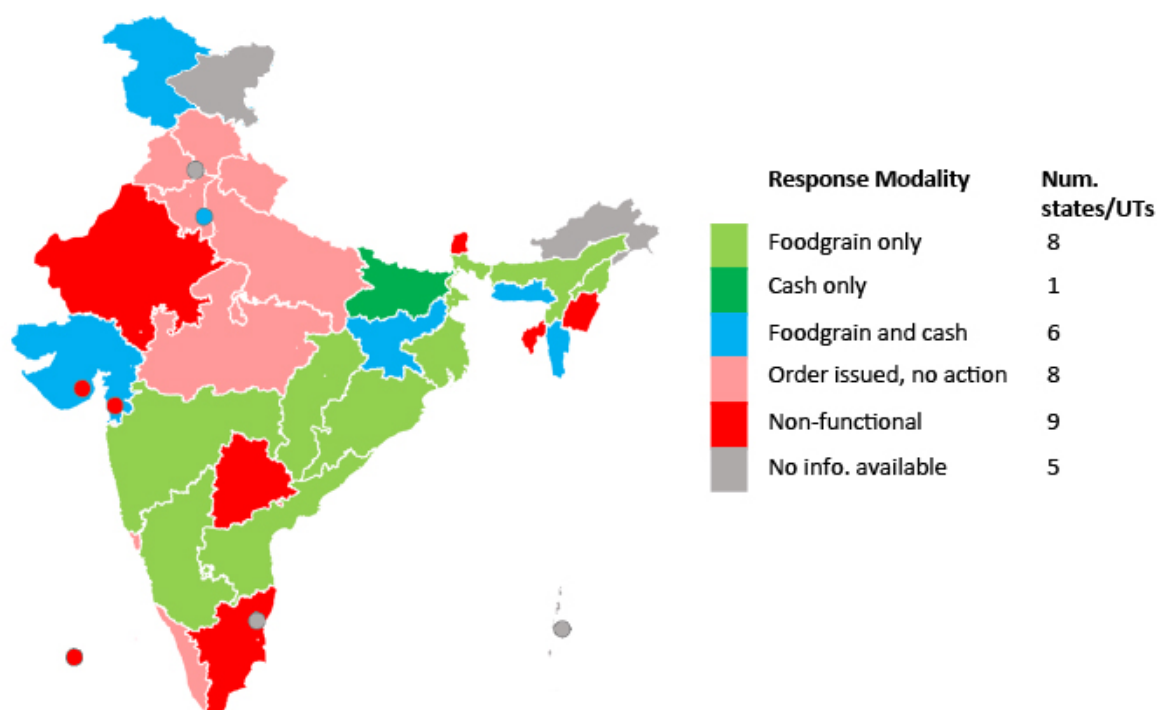 Response Modality Num. states/UTs
Foodgrain only 8
Cash only 1
Foodgrain and cash 6
Order issued, no action 8
Non-functional 9
No info. available 5